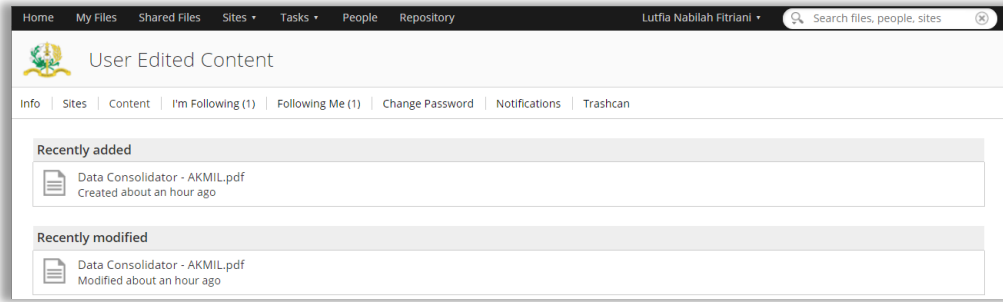 Home My Files Shared Files Sites Tasks People Repository Lutfia Nabilah Fitriani Search files, people, sites
User Edited Content
Info Sites Content I'm Following (1) Following Me (1) Change Password Notifications Trashcan
Recently added
Data Consolidator - AKMIL.pdf
Created about an hour ago
Recently modified
Data Consolidator - AKMIL.pdf
Modified about an hour ago